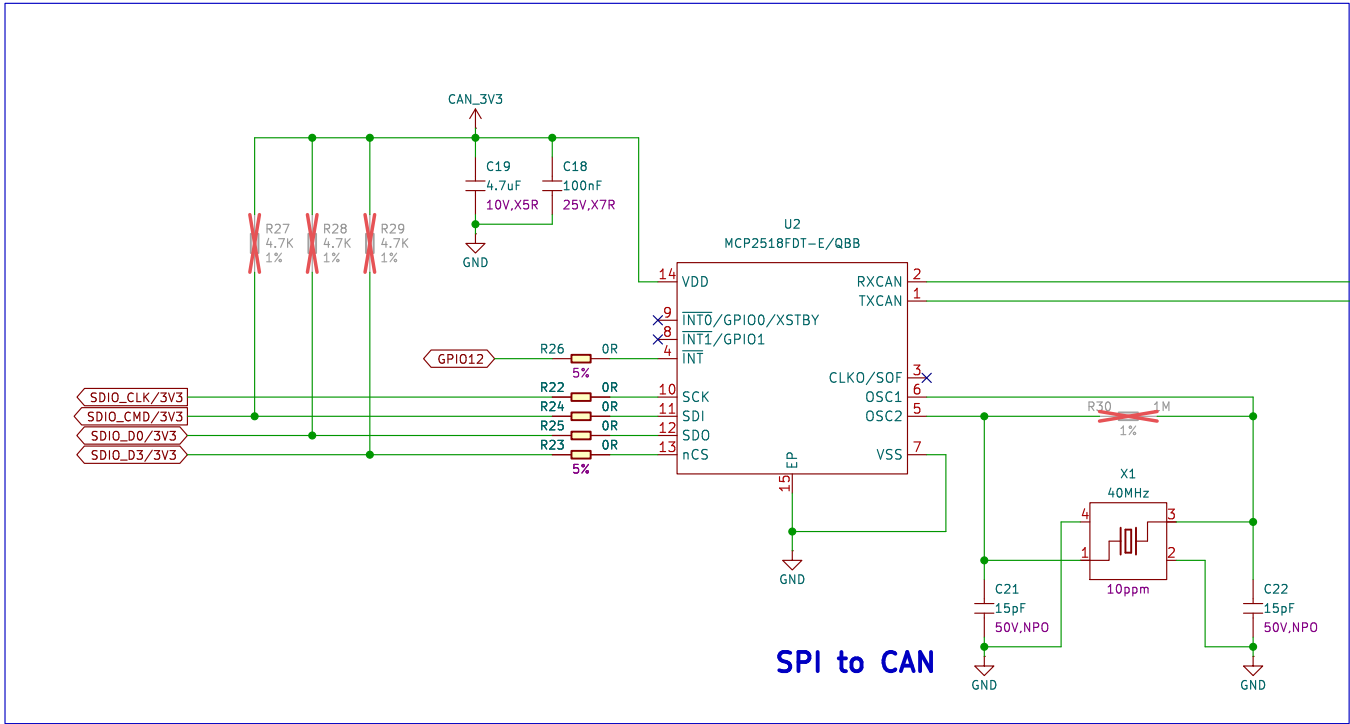 CAN_3V3
C19
4.7uF
10V,X5R
C18
100nF
25V,X7R
GND
R27
4.7K
1%
R28
4.7K
1%
R29
4.7K
1%
U2
MCP2518FDT-E/QBB
14 VDD
9 INT0/GPIO0/XSTBY
8 INT1/GPIO1
4 INT
10 SCK
11 SDI
12 SDO
13 nCS
RXCAN 2
TXCAN 1
CLKO/SOF 3
OSC1 6
OSC2 5
VSS 7
EP
15
GND
GPIO12
R26 0R
5%
SDIO_CLK/3V3
R22 0R
SDIO_CMD/3V3
R24 0R
SDIO_D0/3V3
R25 0R
SDIO_D3/3V3
R23 0R
5%
R30 1M
1%
X1
40MHz
4
3
1
2
10ppm
C21
15pF
50V,NPO
GND
C22
15pF
50V,NPO
GND
SPI to CAN